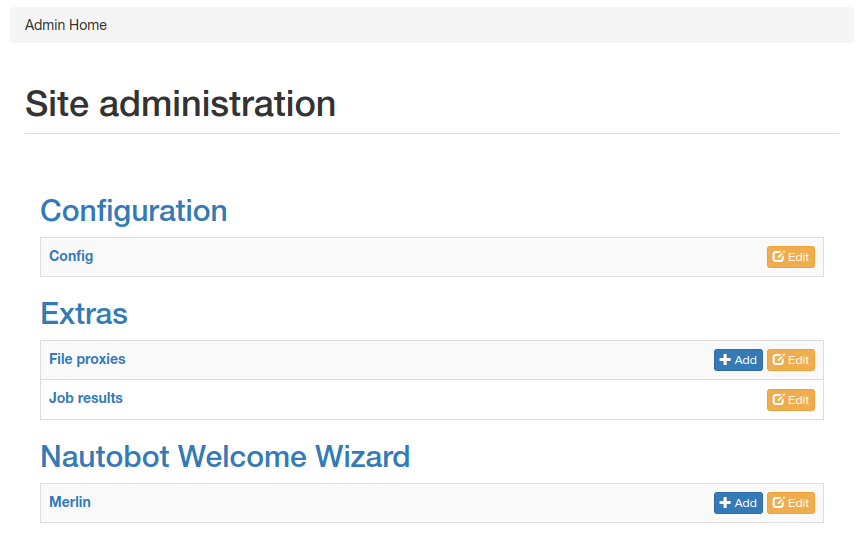 Admin Home
Site administration
Configuration
Config Edit
Extras
File proxies Add Edit
Job results Edit
Nautobot Welcome Wizard
Merlin Add Edit